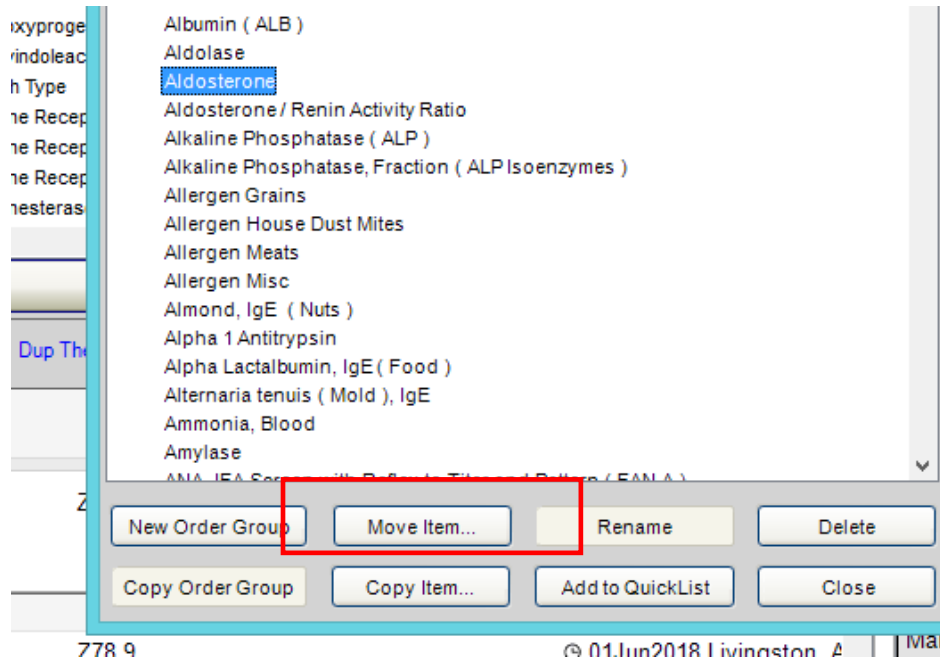 Albumin ( ALB )
Aldolase
Aldosterone
Aldosterone / Renin Activity Ratio
Alkaline Phosphatase ( ALP )
Alkaline Phosphatase, Fraction ( ALP Isoenzymes )
Allergen Grains
Allergen House Dust Mites
Allergen Meats
Allergen Misc
Almond, IgE ( Nuts )
Alpha 1 Antitrypsin
Alpha Lactalbumin, IgE ( Food )
Alternaria tenuis ( Mold ), IgE
Ammonia, Blood
Amylase
h Type
Dup
New Order Group Move Item... Rename Delete
Copy Order Group Copy Item... Add to QuickList Close
Z78.9 01Jun2018 Livingston,